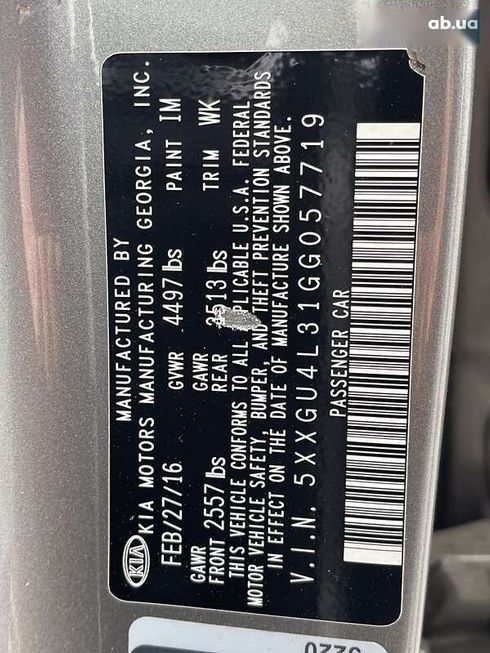 ab.ua
KIA
MANUFACTURED BY
KIA MOTORS MANUFACTURING GEORGIA, INC.
FEB/27/16 GVWR 4497 lbs PAINT IM
GAWR GAWR
FRONT 2557 lbs REAR 2513 lbs TRIM WK
THIS VEHICLE CONFORMS TO ALL APPLICABLE U.S.A. FEDERAL
MOTOR VEHICLE SAFETY, BUMPER, AND THEFT PREVENTION STANDARDS
IN EFFECT ON THE DATE OF MANUFACTURE SHOWN ABOVE.
V.I.N. 5XXGU4L31GG057719
PASSENGER CAR